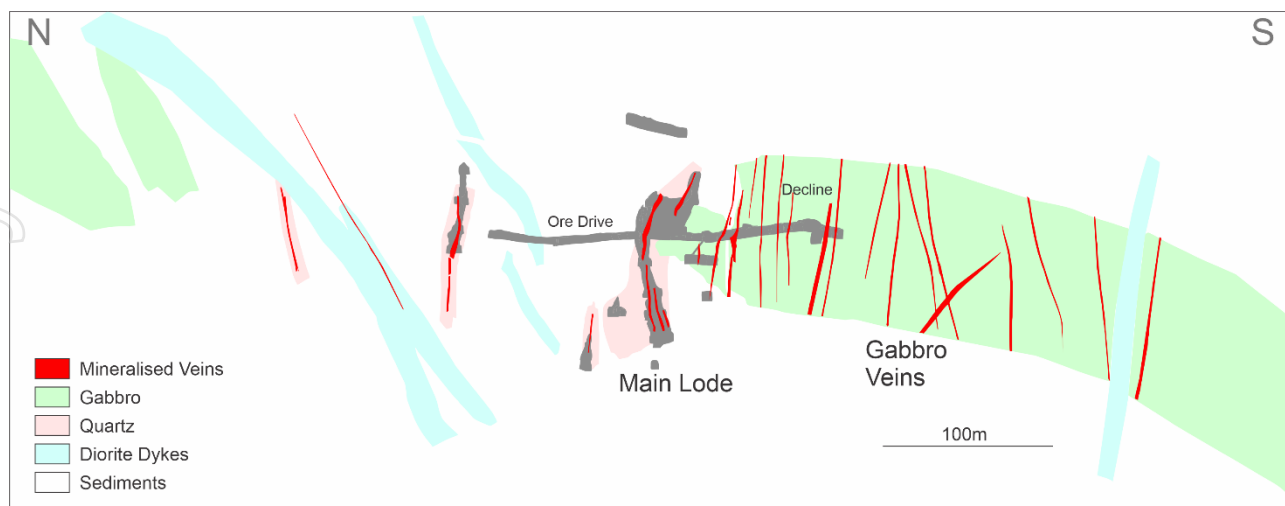 N
S
Ore Drive
Decline
Main Lode
Gabbro
Veins
100m
Mineralised Veins
Gabbro
Quartz
Diorite Dykes
Sediments